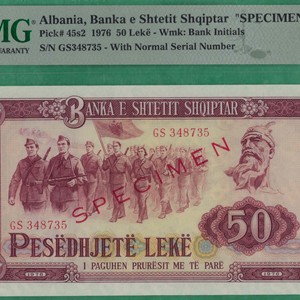 MG Albania, Banka e Shtetit Shqiptar "SPECIMEN
Pick# 45s2 1976 50 Lekë - Wmk: Bank Initials
S/N GS348735 - With Normal Serial Number
RANTY
BANKA E SHTETIT SHQIPTAR
GS 348735
SPECIMEN
GS 348735
50
PESËDHJETË LEKË
1976 I PAGUHEN PRURËSIT ME TË PARË 1976